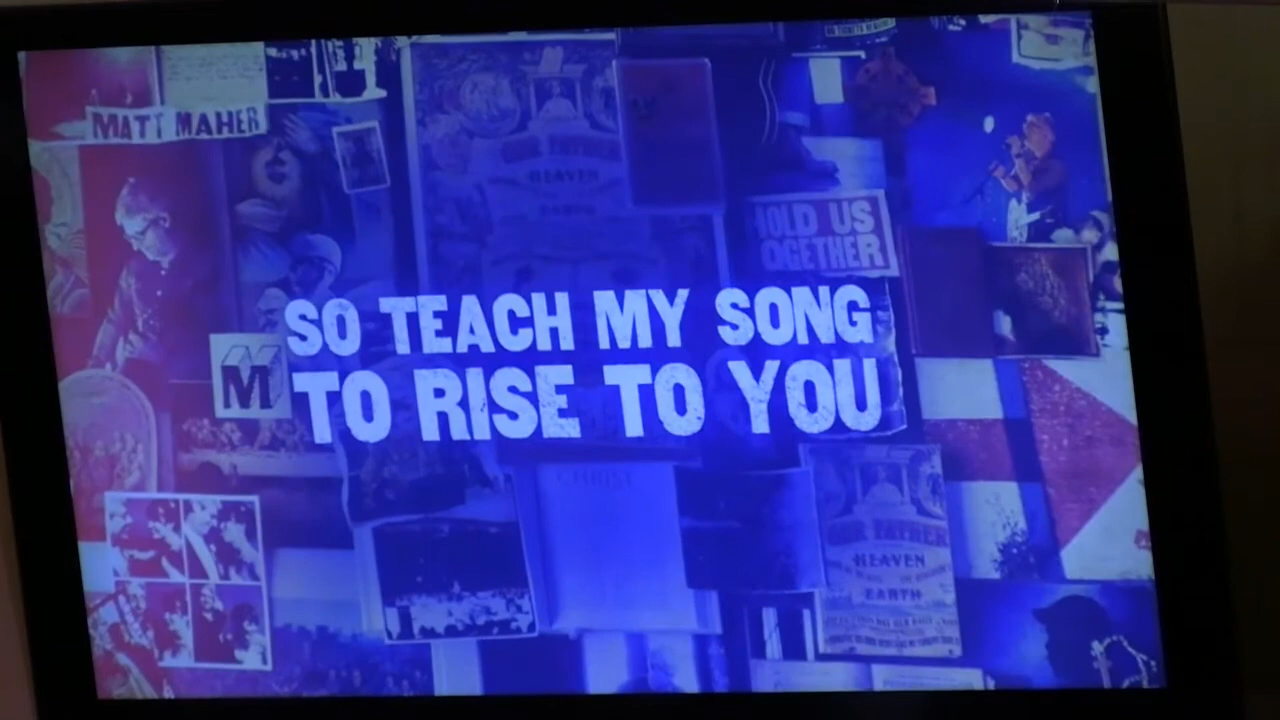 MATT MAHER
OUR FATHER
HEAVEN
EARTH
HOLD US
TOGETHER
SO TEACH MY SONG
TO RISE TO YOU
M
CHRIST
OUR FATHER
HEAVEN
EARTH